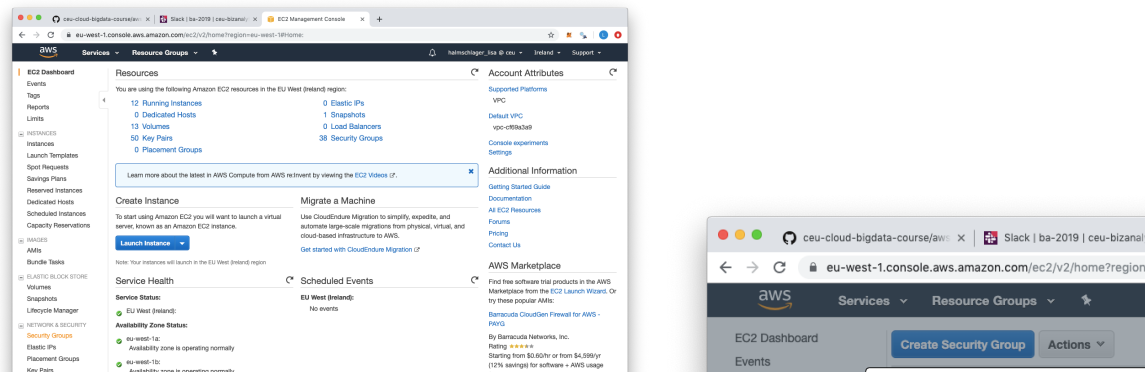 ceu-cloud-bigdata-course/aws
Slack | ba-2019 | ceu-bizanal
EC2 Management Console
eu-west-1.console.aws.amazon.com/ec2/v2/home?region=eu-west-1#Home:
aws
Services
Resource Groups
halmschlager_lisa @ ceu
Ireland
Support
EC2 Dashboard
Events
Tags
Reports
Limits
INSTANCES
Instances
Launch Templates
Spot Requests
Savings Plans
Reserved Instances
Dedicated Hosts
Scheduled Instances
Capacity Reservations
IMAGES
AMIs
Bundle Tasks
ELASTIC BLOCK STORE
Volumes
Snapshots
Lifecycle Manager
NETWORK & SECURITY
Security Groups
Elastic IPs
Placement Groups
Key Pairs
Resources
You are using the following Amazon EC2 resources in the EU West (Ireland) region:
12 Running Instances
0 Elastic IPs
0 Dedicated Hosts
1 Snapshots
13 Volumes
0 Load Balancers
50 Key Pairs
38 Security Groups
0 Placement Groups
Learn more about the latest in AWS Compute from AWS re:Invent by viewing the EC2 Videos
Create Instance
To start using Amazon EC2 you will want to launch a virtual
server, known as an Amazon EC2 instance.
Launch Instance
Note: Your instances will launch in the EU West (Ireland) region
Migrate a Machine
Use CloudEndure Migration to simplify, expedite, and
automate large-scale migrations from physical, virtual, and
cloud-based infrastructure to AWS.
Get started with CloudEndure Migration
Service Health
Service Status:
EU West (Ireland):
Availability Zone Status:
eu-west-1a:
Availability zone is operating normally
eu-west-1b:
Availability zone is operating normally
Scheduled Events
EU West (Ireland):
No events
Account Attributes
Supported Platforms
VPC
Default VPC
vpc-cf69a3a9
Console experiments
Settings
Additional Information
Getting Started Guide
Documentation
All EC2 Resources
Forums
Pricing
Contact Us
AWS Marketplace
Find free software trial products in the AWS
Marketplace from the EC2 Launch Wizard. Or
try these popular AMIs:
Barracuda CloudGen Firewall for AWS -
PAYG
By Barracuda Networks, Inc.
Rating
Starting from $0.60/hr or from $4,599/yr
(12% savings) for software + AWS usage
ceu-cloud-bigdata-course/aws
Slack | ba-2019 | ceu-bizanal
eu-west-1.console.aws.amazon.com/ec2/v2/home?region
aws
Services
Resource Groups
EC2 Dashboard
Events
Create Security Group
Actions